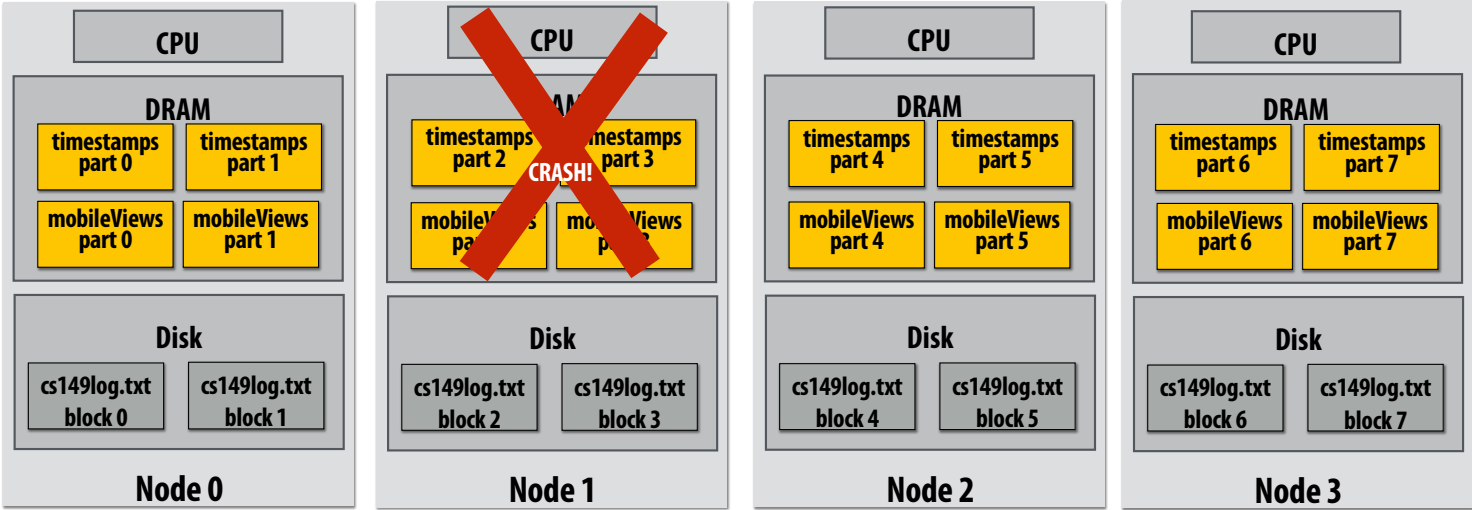 CPU
DRAM
timestamps
part 0
timestamps
part 1
mobileViews
part 0
mobileViews
part 1
Disk
cs149log.txt
block 0
cs149log.txt
block 1
Node 0
CPU
timestamps
part 2
part 3
CRASH!
Disk
cs149log.txt
block 2
cs149log.txt
block 3
Node 1
CPU
DRAM
timestamps
part 4
timestamps
part 5
mobileViews
part 4
mobileViews
part 5
Disk
cs149log.txt
block 4
cs149log.txt
block 5
Node 2
CPU
DRAM
timestamps
part 6
timestamps
part 7
mobileViews
part 6
mobileViews
part 7
Disk
cs149log.txt
block 6
cs149log.txt
block 7
Node 3